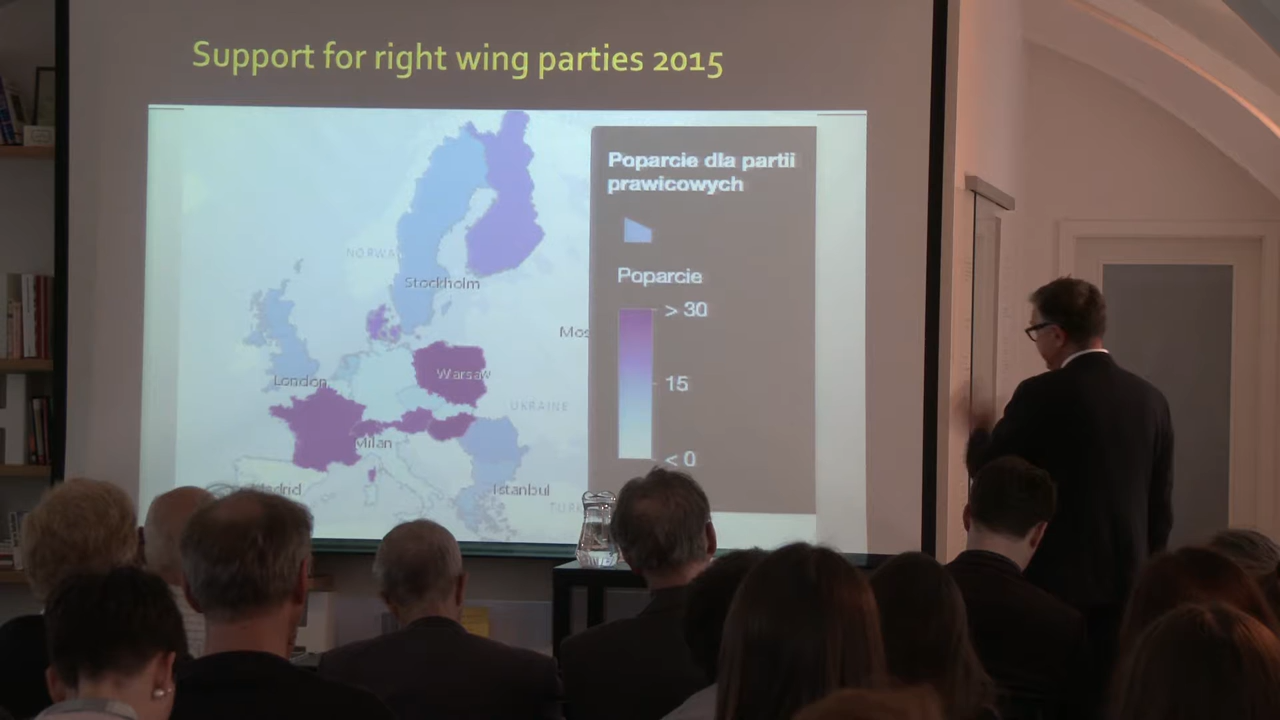 Support for right wing parties 2015
Poparcie dla partii
prawicowych
NORWAY
Stockholm
Poparcie
> 30
Warsaw
15
London
UKRAINE
Milan
< 0
Istanbul